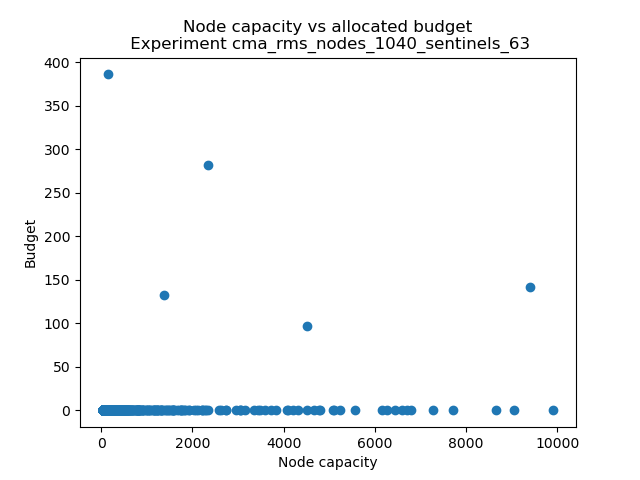 Node capacity vs allocated budget
Experiment cma_rms_nodes_1040_sentinels_63
400
350
300
250
200
150
100
50
0
Budget
0 2000 4000 6000 8000 10000
Node capacity